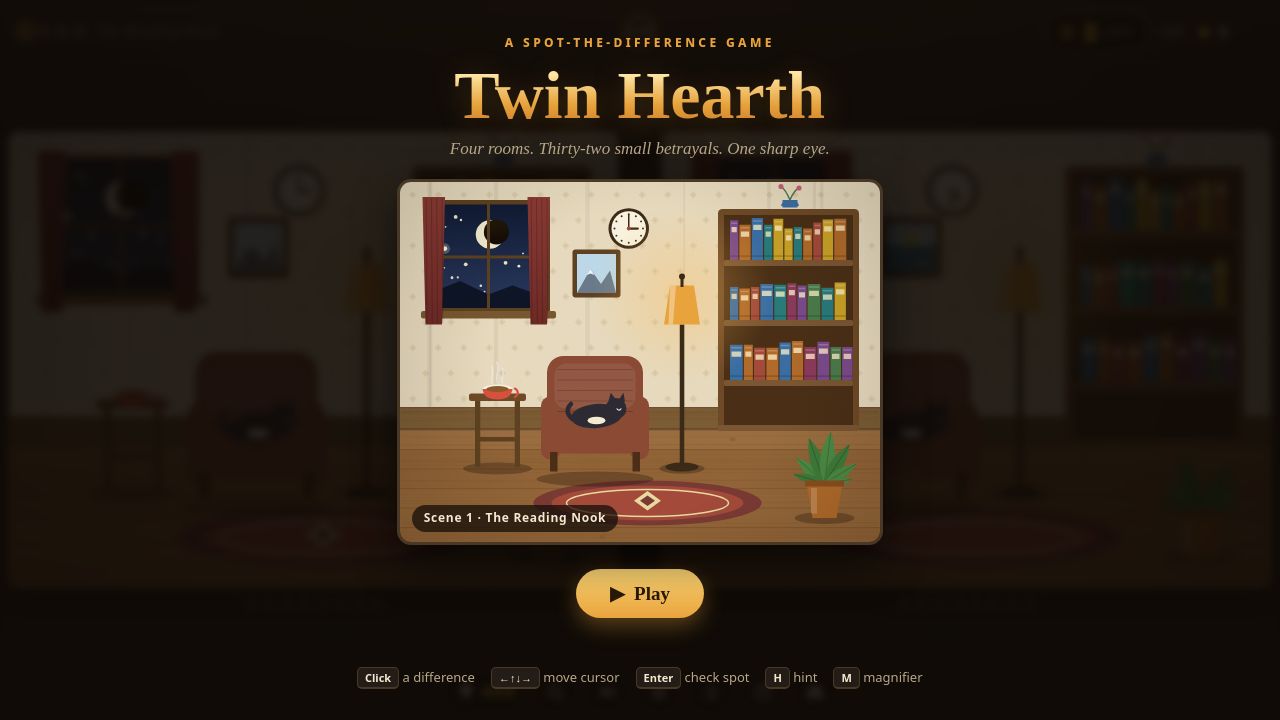 A SPOT-THE-DIFFERENCE GAME
Twin Hearth
Four rooms. Thirty-two small betrayals. One sharp eye.
Scene 1 · The Reading Nook
▶ Play
Click a difference ←↑↓→ move cursor Enter check spot H hint M magnifier